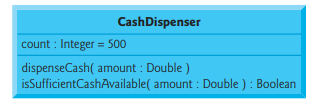 CashDispenser
count : Integer = 500
dispenseCash( amount : Double )
isSufficientCashAvailable( amount : Double ) : Boolean